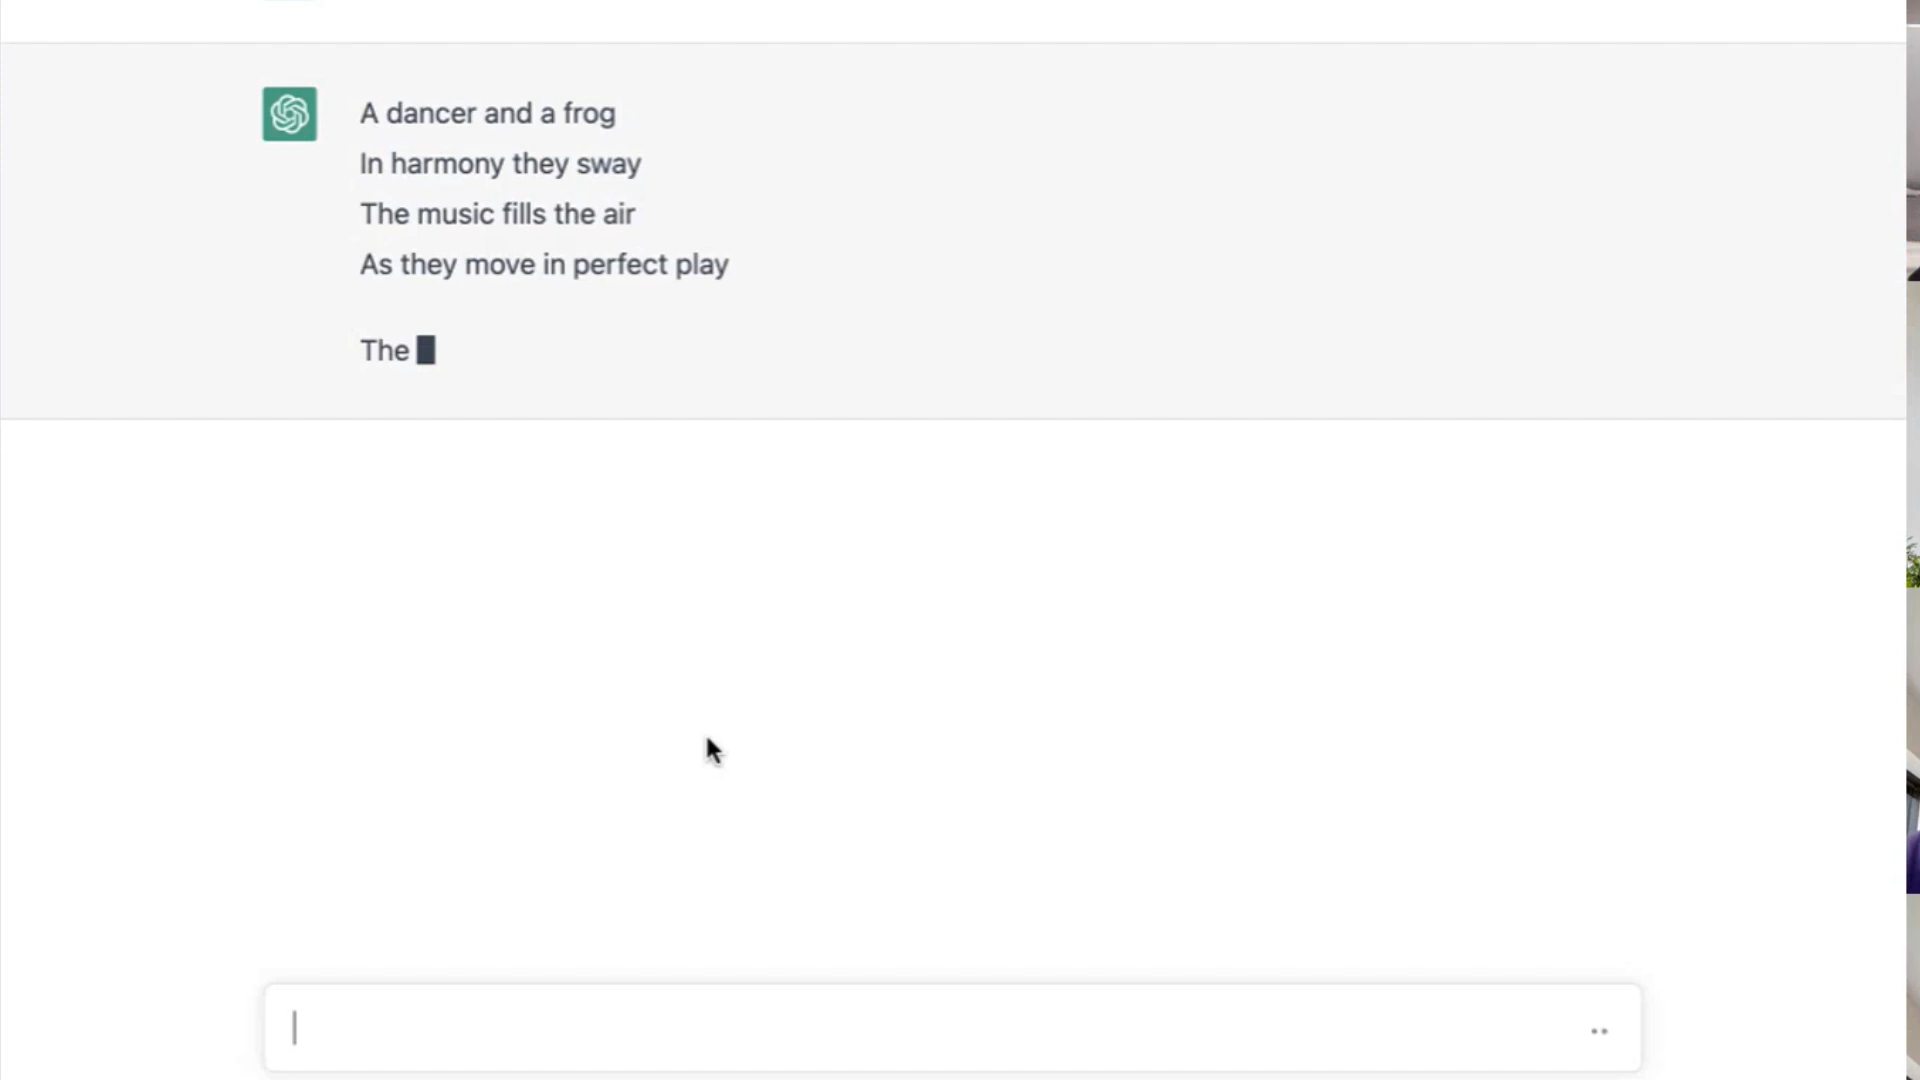 A dancer and a frog
In harmony they sway
The music fills the air
As they move in perfect play
The